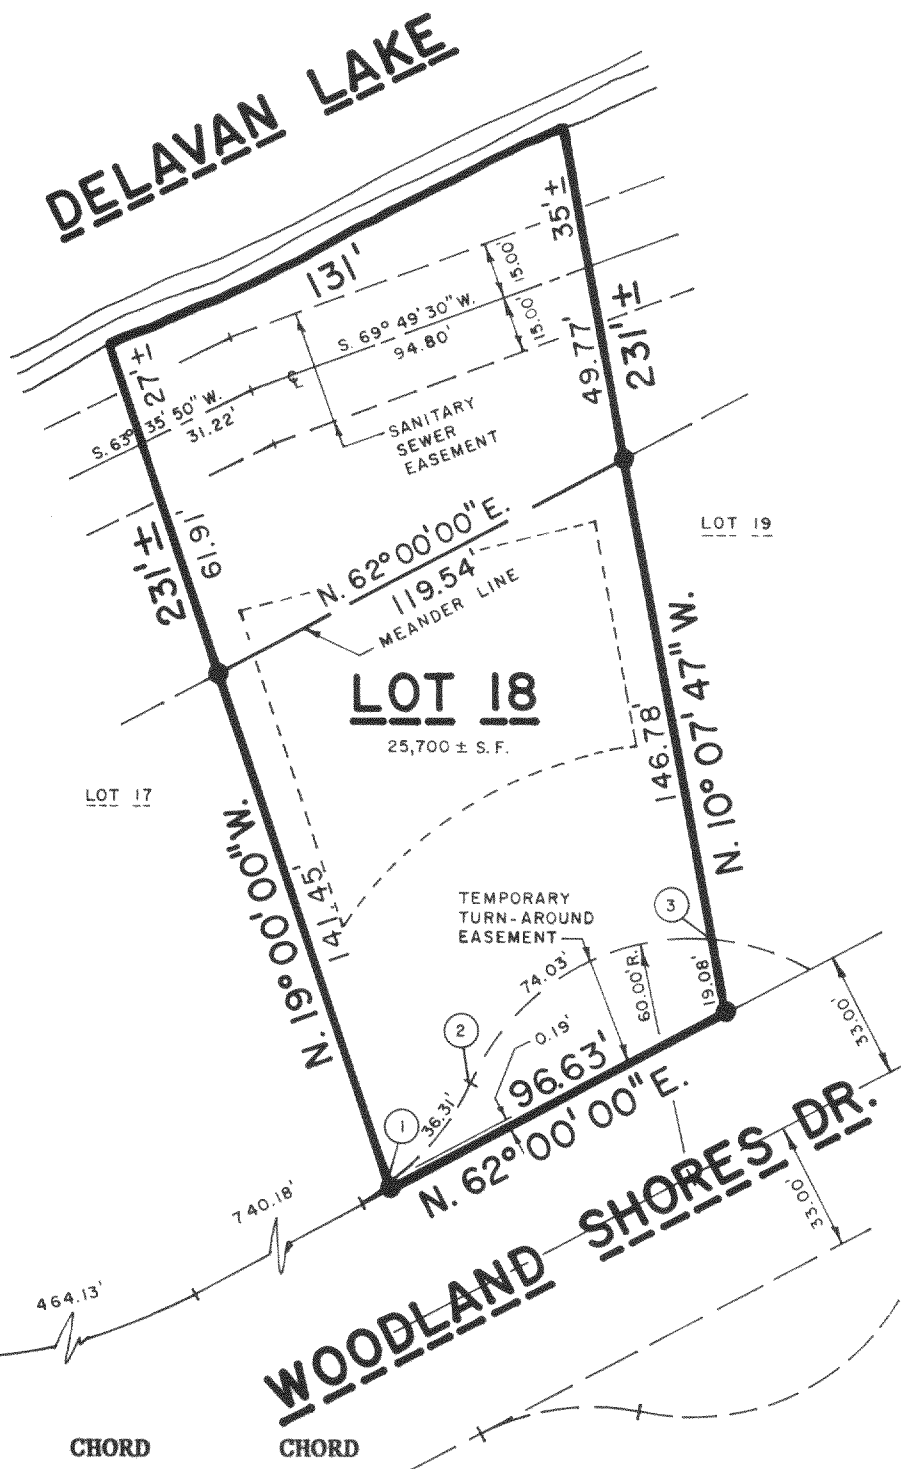 DELAVAN LAKE
131'
35' ±
15.00'
15.00'
S. 69° 49' 30" W.
94.80'
231' ±
49.77'
27' ±
S. 63° 35' 50" W.
31.22'
SANITARY
SEWER
EASEMENT
231' ±
61.91'
N. 62° 00' 00" E.
119.54'
MEANDER LINE
LOT 19
LOT 18
25,700 ± S.F.
LOT 17
N. 10° 07' 47" W.
146.78'
N. 19° 00' 00" W.
141.45'
TEMPORARY
TURN-AROUND
EASEMENT
3
74.03'
60.00' R.
19.08'
33.00'
2
0.19'
96.63'
1
36.31'
N. 62° 00' 00" E.
740.18'
464.13'
33.00'
WOODLAND SHORES DR.
CHORD CHORD